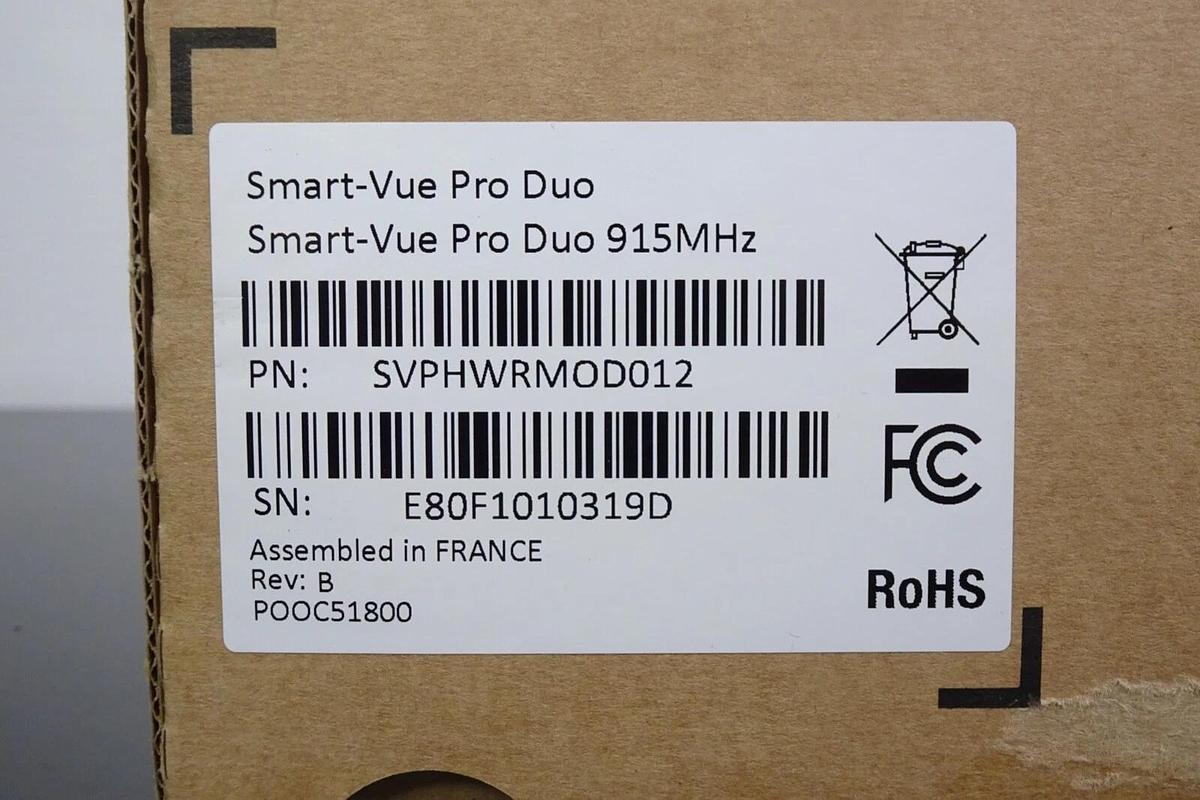 Smart-Vue Pro Duo
Smart-Vue Pro Duo 915MHz
PN: SVPHWRMOD012
SN: E80F1010319D
Assembled in FRANCE
Rev: B
POOC51800
FC
RoHS